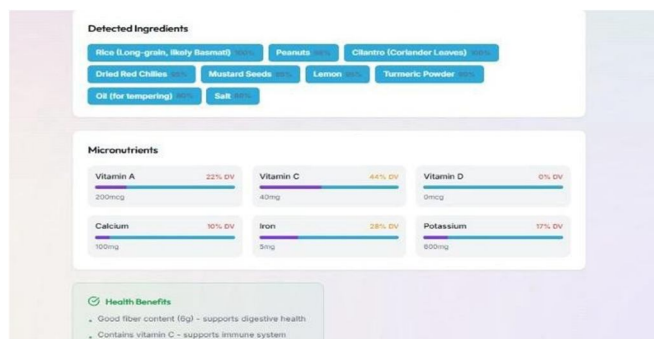 Detected Ingredients
Rice (Long-grain, likely Basmati) 100% Peanuts Cilantro (Coriander Leaves) 100%
Dried Red Chilies Mustard Seeds Lemon Turmeric Powder
Oil (for tempering) Salt
Micronutrients
Vitamin A 22% DV Vitamin C 44% DV Vitamin D 0% DV
200mcg 40mg 0mcg
Calcium 10% DV Iron 28% DV Potassium 17% DV
100mg 5mg 800mg
Health Benefits
• Good fiber content (6g) - supports digestive health
• Contains vitamin C - supports immune system